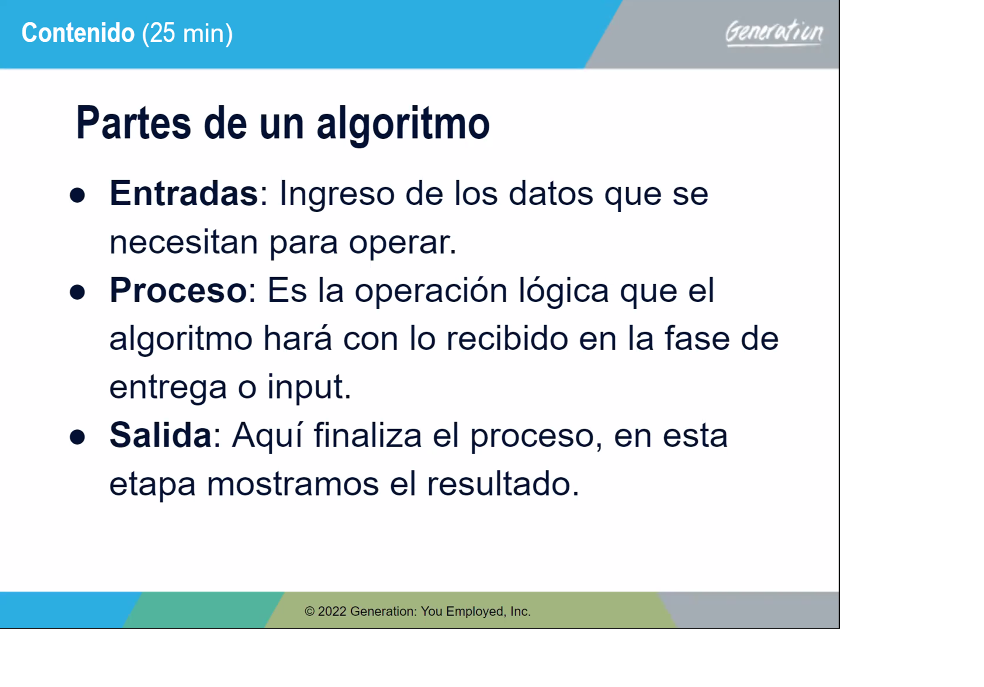 Contenido (25 min)
Generation
Partes de un algoritmo
● Entradas: Ingreso de los datos que se
necesitan para operar.
● Proceso: Es la operación lógica que el
algoritmo hará con lo recibido en la fase de
entrega o input.
● Salida: Aquí finaliza el proceso, en esta
etapa mostramos el resultado.
© 2022 Generation: You Employed, Inc.